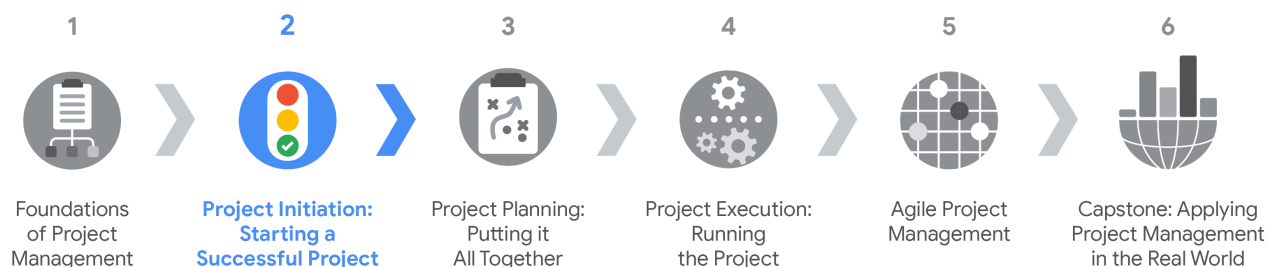 1
2
3
4
5
6
Foundations
of Project
Management
Project Initiation:
Starting a
Successful Project
Project Planning:
Putting it
All Together
Project Execution:
Running
the Project
Agile Project
Management
Capstone: Applying
Project Management
in the Real World